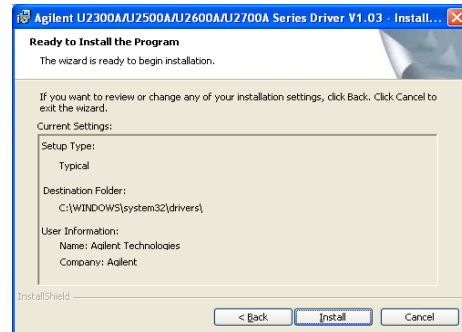 Agilent U2300A/U2500A/U2600A/U2700A Series Driver V1.03 - Install...
Ready to Install the Program
The wizard is ready to begin installation.
If you want to review or change any of your installation settings, click Back. Click Cancel to
exit the wizard.
Current Settings:
Setup Type:
Typical
Destination Folder:
C:\WINDOWS\system32\drivers\
User Information:
Name: Agilent Technologies
Company: Agilent
InstallShield
< Back
Install
Cancel